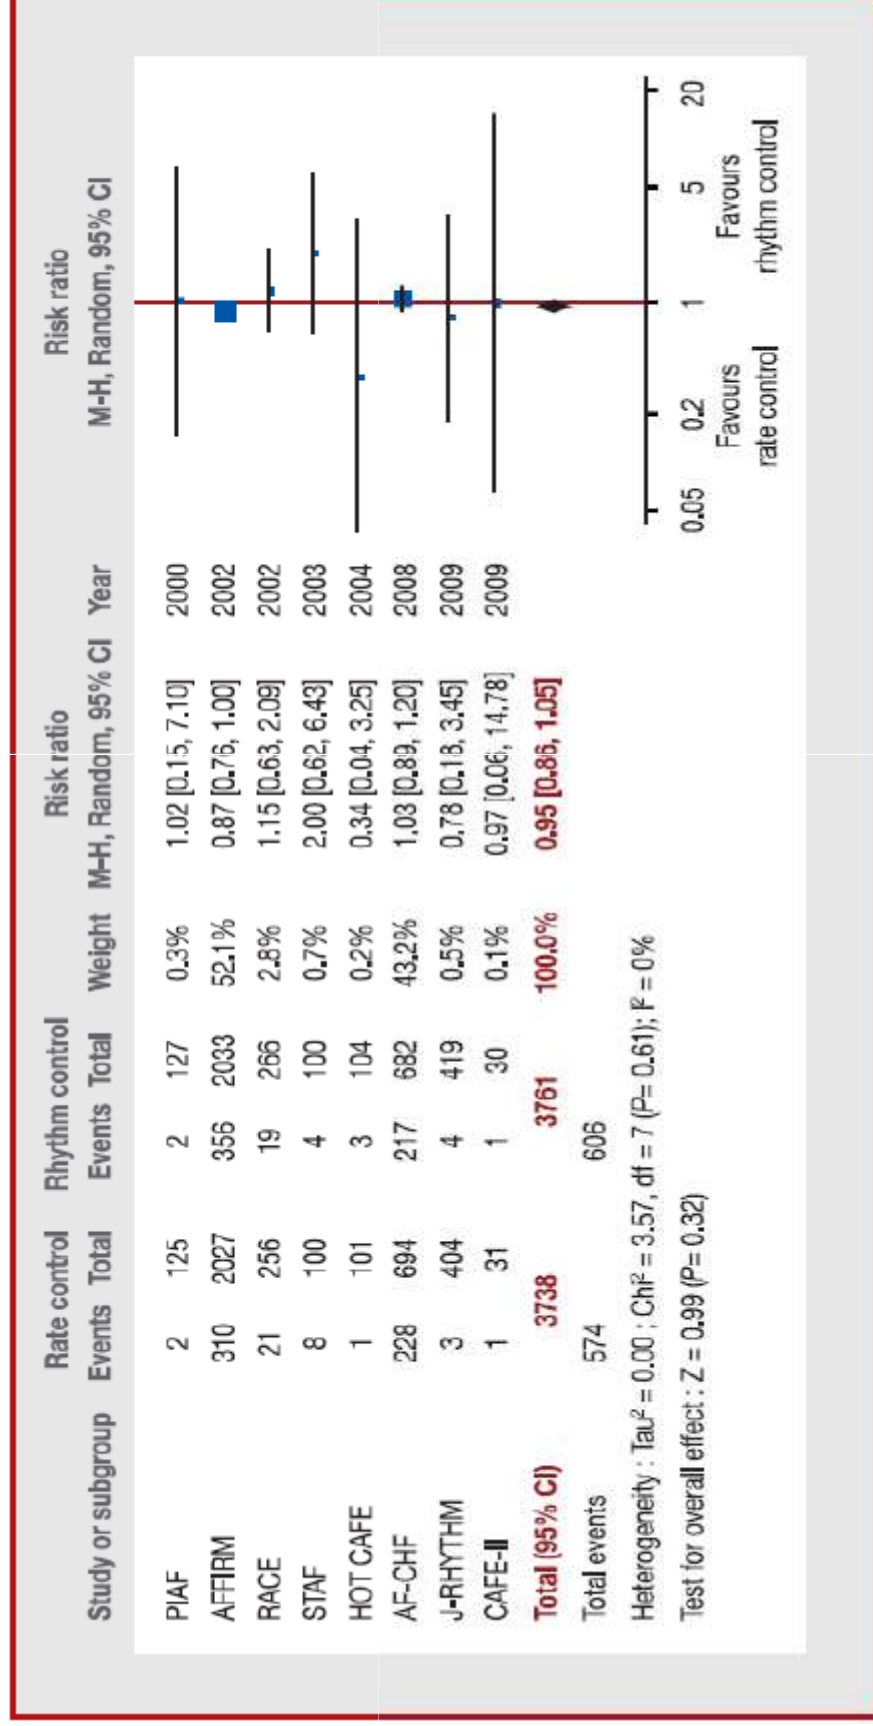 Rate control Rhythm control Risk ratio Risk ratio
Study or subgroup Events Total Events Total Weight M-H, Random, 95% CI Year M-H, Random, 95% CI
PIAF 2 125 2 127 0.3% 1.02 [0.15, 7.10] 2000
AFFIRM 310 2027 356 2033 52.1% 0.87 [0.76, 1.00] 2002
RACE 21 256 19 266 2.8% 1.15 [0.63, 2.09] 2002
STAF 8 100 4 100 0.7% 2.00 [0.62, 6.43] 2003
HOT CAFE 1 101 3 104 0.2% 0.34 [0.04, 3.25] 2004
AF-CHF 228 694 217 682 43.2% 1.03 [0.89, 1.20] 2008
J-RHYTHM 3 404 4 419 0.5% 0.78 [0.18, 3.45] 2009
CAFE-II 1 31 1 30 0.1% 0.97 [0.06, 14.78] 2009
Total (95% CI) 3738 3761 100.0% 0.95 [0.86, 1.05]
Total events 574 606
Heterogeneity : Tau² = 0.00 ; Chi² = 3.57, df = 7 (P= 0.61); I² = 0%
Test for overall effect : Z = 0.99 (P= 0.32)
0.05 0.2 1 5 20
Favours Favours
rate control rhythm control